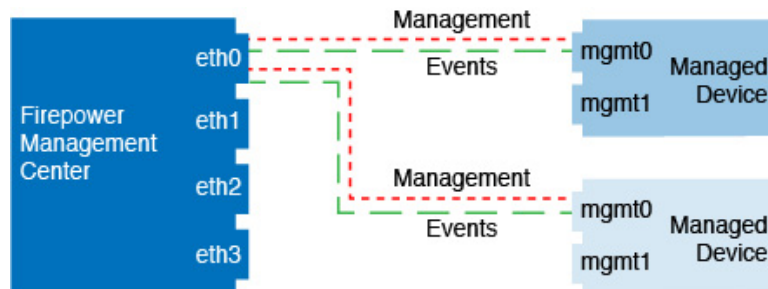 Firepower
Management
Center
eth0
eth1
eth2
eth3
Management
Events
mgmt0
mgmt1
Managed
Device
Management
Events
mgmt0
mgmt1
Managed
Device